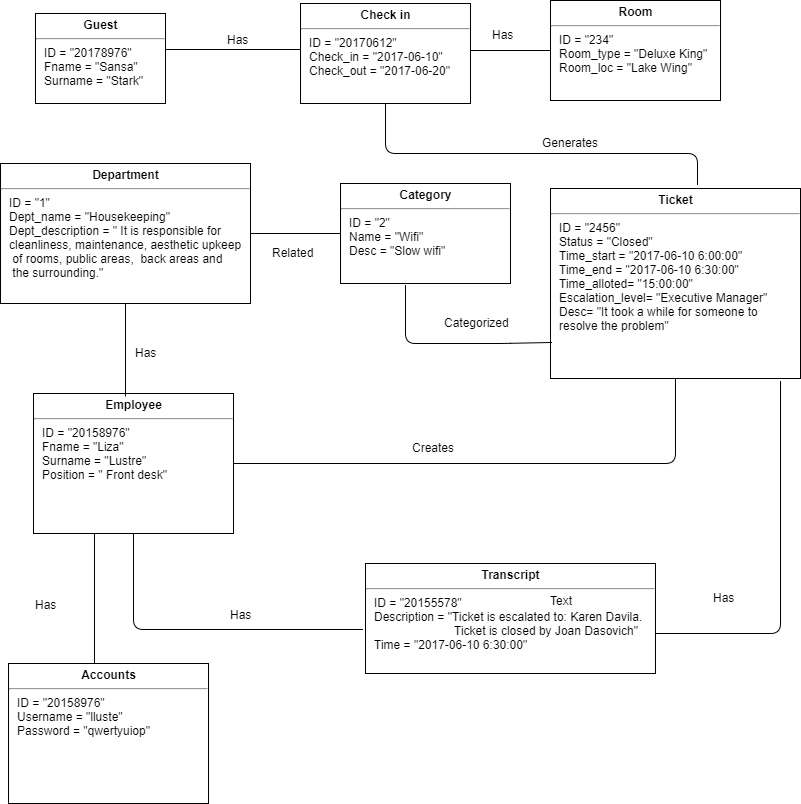 Guest
ID = "20178976"
Fname = "Sansa"
Surname = "Stark"
Has
Check in
ID = "20170612"
Check_in = "2017-06-10"
Check_out = "2017-06-20"
Has
Room
ID = "234"
Room_type = "Deluxe King"
Room_loc = "Lake Wing"
Generates
Department
ID = "1"
Dept_name = "Housekeeping"
Dept_description = " It is responsible for
cleanliness, maintenance, aesthetic upkeep
of rooms, public areas,  back areas and
the surrounding."
Related
Category
ID = "2"
Name = "Wifi"
Desc = "Slow wifi"
Categorized
Ticket
ID = "2456"
Status = "Closed"
Time_start = "2017-06-10 6:00:00"
Time_end = "2017-06-10 6:30:00"
Time_alloted= "15:00:00"
Escalation_level= "Executive Manager"
Desc= "It took a while for someone to
resolve the problem"
Has
Employee
ID = "20158976"
Fname = "Liza"
Surname = "Lustre"
Position = " Front desk"
Creates
Has
Has
Transcript
ID = "20155578"
Text
Description = "Ticket is escalated to: Karen Davila.
Ticket is closed by Joan Dasovich"
Time = "2017-06-10 6:30:00"
Has
Accounts
ID = "20158976"
Username = "lluste"
Password = "qwertyuiop"